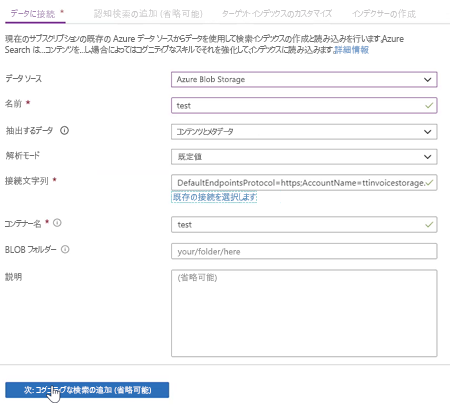 データに接続 * 認知検索の追加 (省略可能) ターゲット インデックスのカスタマイズ インデクサーの作成
現在のサブスクリプションの既存の Azure データ ソースからデータを使用して検索インデックスの作成と読み込みを行います。Azure
Search は...コンテンツを...し、場合によってはコグニティブなスキルでそれを強化して、インデックスに読み込みます。詳細情報
データ ソース Azure Blob Storage
名前 * test
抽出するデータ コンテンツとメタデータ
解析モード 既定値
接続文字列 * DefaultEndpointsProtocol=https;AccountName=ttinvoicestorage.
既存の接続を選択します
コンテナー名 * test
BLOB フォルダー your/folder/here
説明 (省略可能)
次: コグニティブな検索の追加 (省略可能)